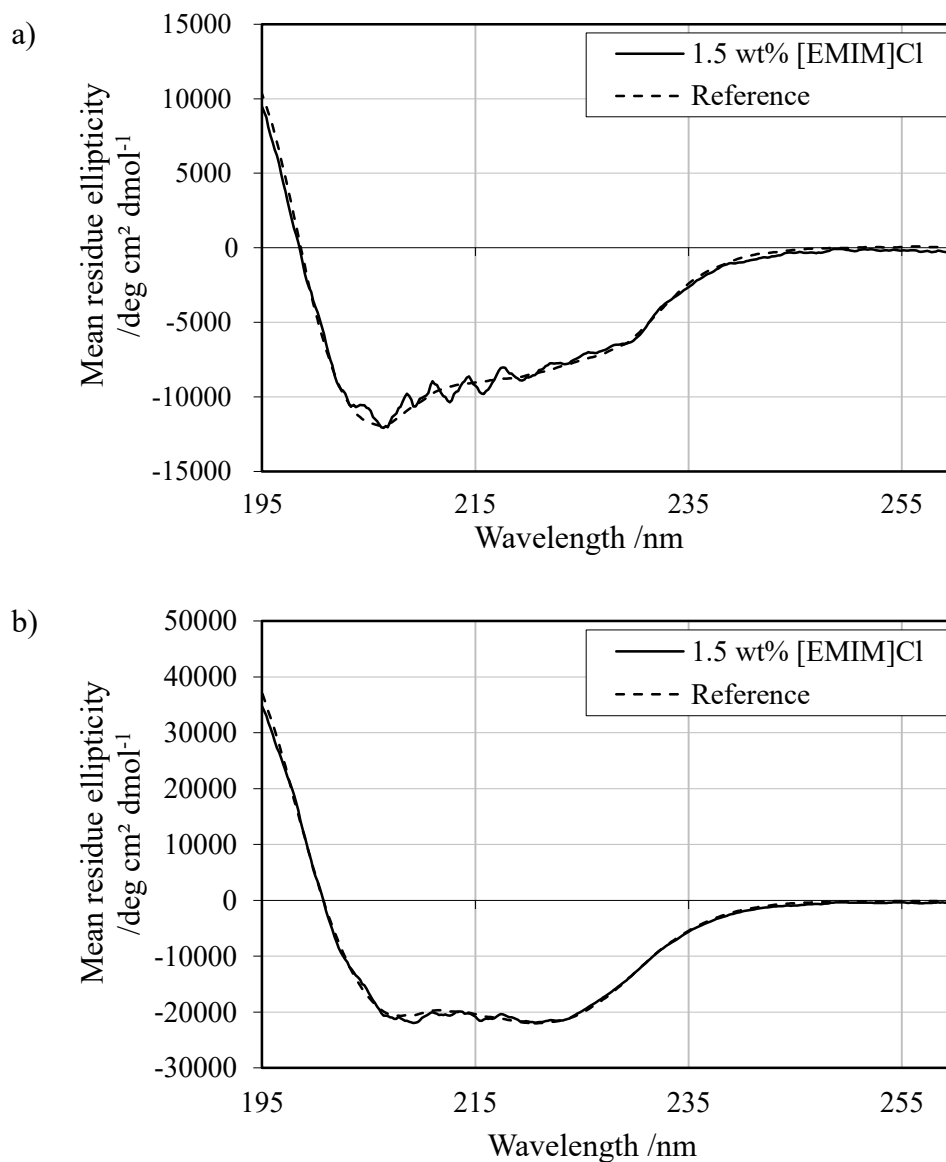 a)
15000
10000
5000
0
-5000
-10000
-15000
Mean residue ellipticity
/deg cm² dmol⁻¹
1.5 wt% [EMIM]Cl
Reference
195 215 235 255
Wavelength /nm
b)
50000
40000
30000
20000
10000
0
-10000
-20000
-30000
Mean residue ellipticity
/deg cm² dmol⁻¹
1.5 wt% [EMIM]Cl
Reference
195 215 235 255
Wavelength /nm